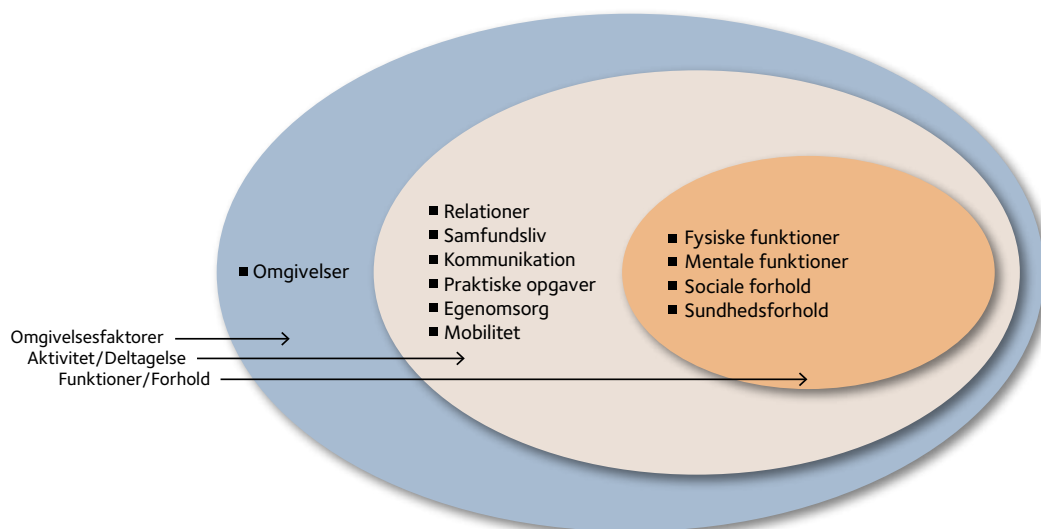 ■ Relationer
■ Samfundsliv
■ Kommunikation
■ Praktiske opgaver
■ Egenomsorg
■ Mobilitet
■ Fysiske funktioner
■ Mentale funktioner
■ Sociale forhold
■ Sundhedsforhold
■ Omgivelser
Omgivelsesfaktorer
Aktivitet/Deltagelse
Funktioner/Forhold